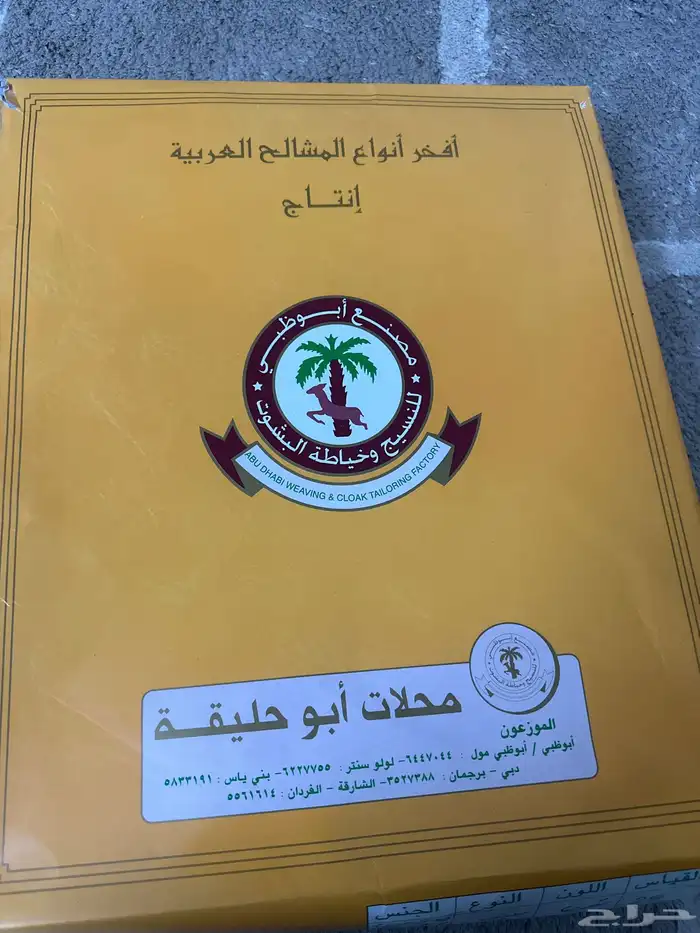 أفخر أنواع المشالح العربية
إنتاج
مصنع أبوظبي
للنسيج وخياطة البشوت
ABU DHABI WEAVING & CLOAK TAILORING FACTORY
محلات أبو حليقة
الموزعون
أبوظبي / أبوظبي مول : ٦٤٤٧٠٤٤- لولو سنتر : ٦٢٢٧٧٥٥- بني ياس : ٥٨٣٣١٩١
دبي - برجمان : ٣٥٢٧٣٨٨- الشارقة - الفردان : ٥٥٦١٦١٤
القياس اللون النوع الجنس
حراج